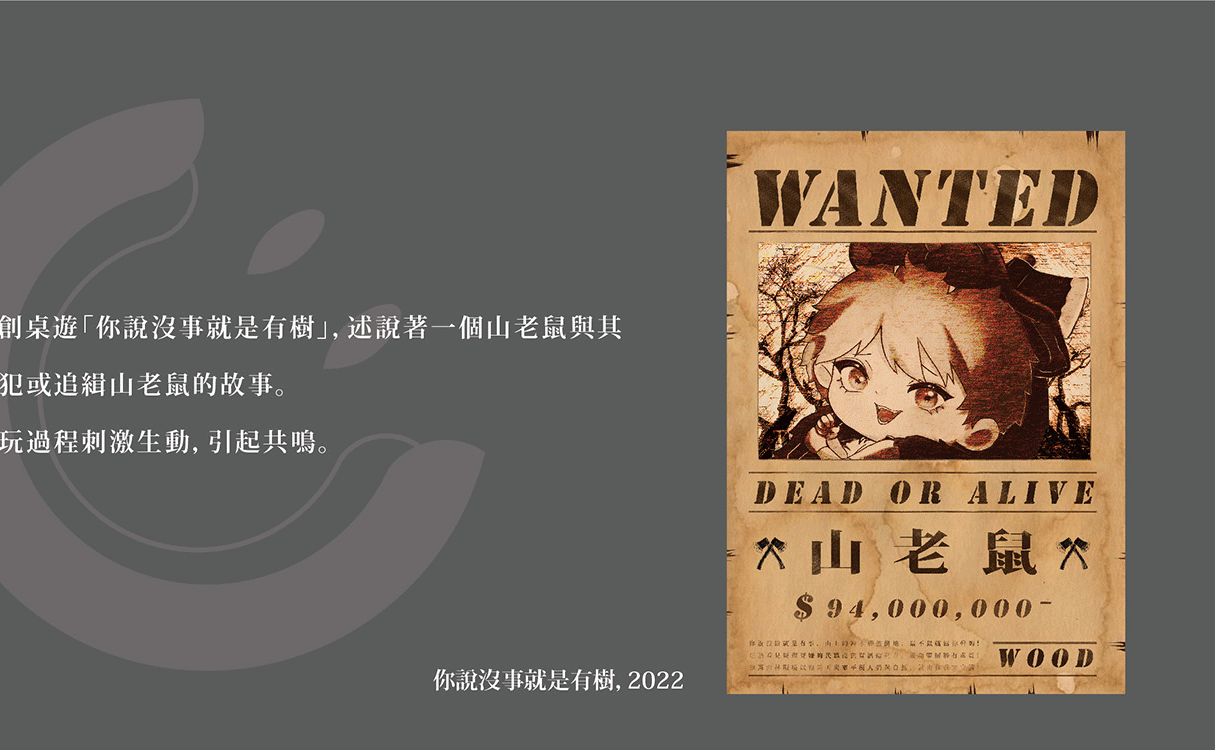 創桌遊「你說沒事就是有樹」, 述說著一個山老鼠與其
犯或追緝山老鼠的故事。
玩過程刺激生動, 引起共鳴。
你說沒事就是有樹, 2022
WANTED
DEAD OR ALIVE
山老鼠
$94,000,000-
WOOD